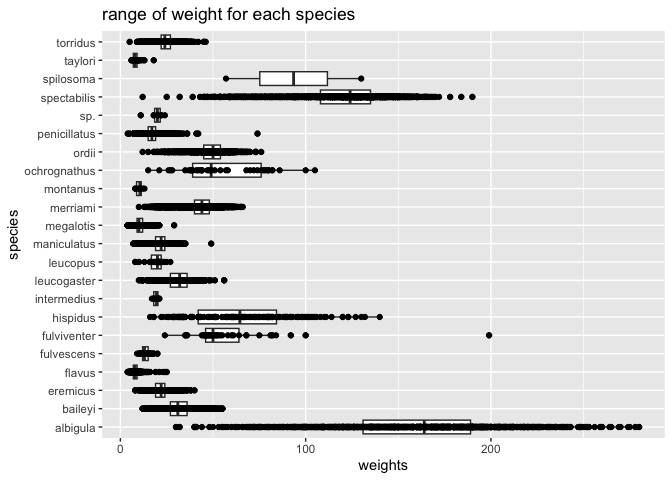 range of weight for each species
torridus
taylori
spilosoma
spectabilis
sp.
penicillatus
ordii
ochrognathus
montanus
merriami
megalotis
maniculatus
leucopus
leucogaster
intermedius
hispidus
fulviventer
fulvescens
flavus
eremicus
baileyi
albigula
species
0 100 200
weights